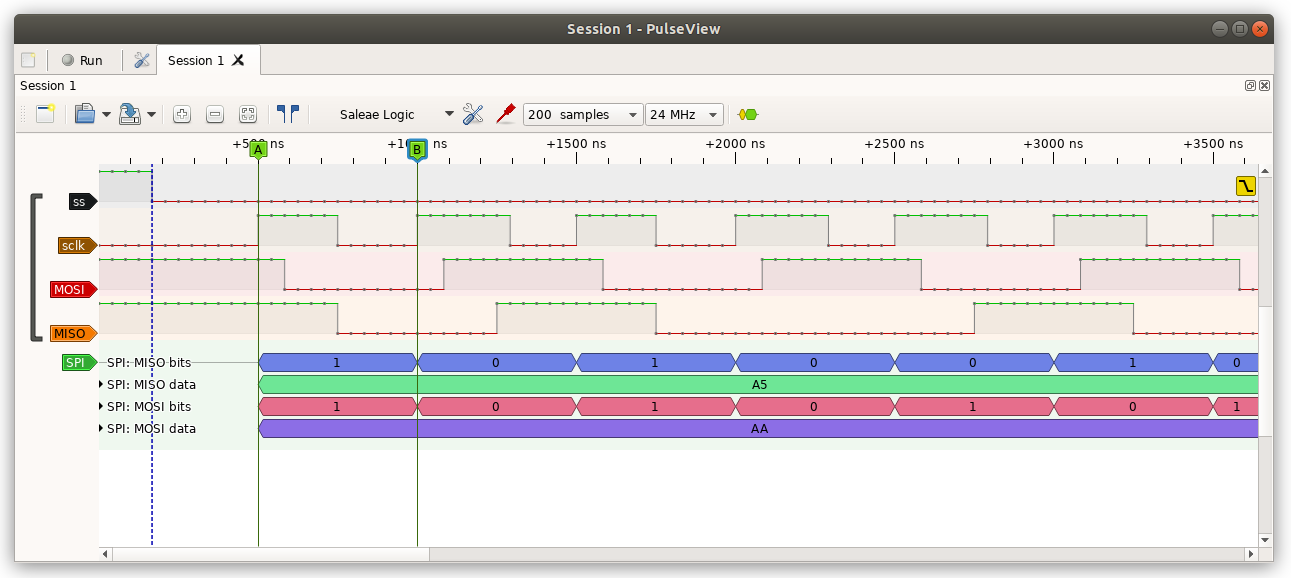 Session 1 - PulseView
Run
Session 1
Session 1
Saleae Logic 200 samples 24 MHz
+500 ns +1000 ns +1500 ns +2000 ns +2500 ns +3000 ns +3500 ns
A B
ss
sclk
MOSI
MISO
SPI SPI: MISO bits 1 0 1 0 0 1 0
SPI: MISO data A5
SPI: MOSI bits 1 0 1 0 1 0 1
SPI: MOSI data AA